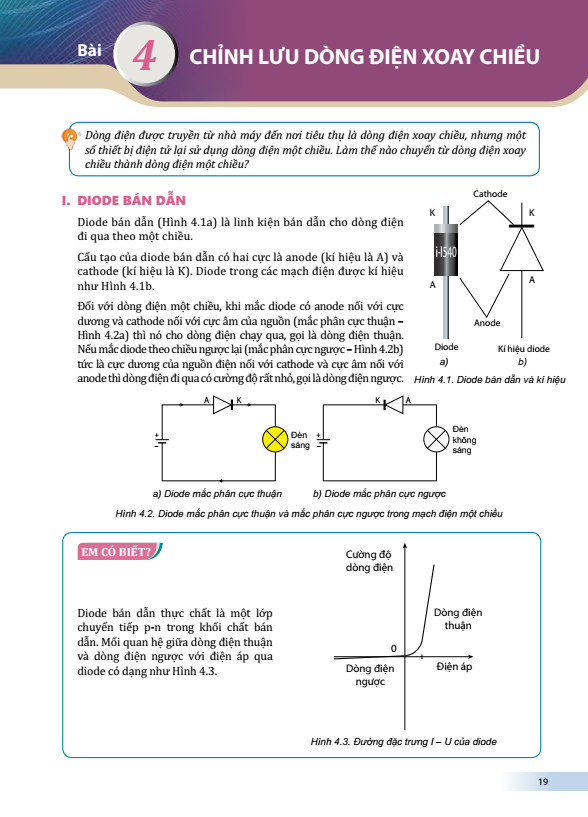 Bài
4
CHỈNH LƯU DÒNG ĐIỆN XOAY CHIỀU
Dòng điện được truyền từ nhà máy đến nơi tiêu thụ là dòng điện xoay chiều, nhưng một
số thiết bị điện tử lại sử dụng dòng điện một chiều. Làm thế nào chuyển từ dòng điện xoay
chiều thành dòng điện một chiều?
I. DIODE BÁN DẪN
Diode bán dẫn (Hình 4.1a) là linh kiện bán dẫn cho dòng điện
đi qua theo một chiều.
Cấu tạo của diode bán dẫn có hai cực là anode (kí hiệu là A) và
cathode (kí hiệu là K). Diode trong các mạch điện được kí hiệu
như Hình 4.1b.
Đối với dòng điện một chiều, khi mắc diode có anode nối với cực
dương và cathode nối với cực âm của nguồn (mắc phân cực thuận –
Hình 4.2a) thì nó cho dòng điện chạy qua, gọi là dòng điện thuận.
Nếu mắc diode theo chiều ngược lại (mắc phân cực ngược – Hình 4.2b)
tức là cực dương của nguồn điện nối với cathode và cực âm nối với
anode thì dòng điện đi qua có cường độ rất nhỏ, gọi là dòng điện ngược.
Cathode
K
K
i-I540
A
A
Anode
Diode
Kí hiệu diode
a)
b)
Hình 4.1. Diode bán dẫn và kí hiệu
A
K
+
–
Đèn
sáng
K
A
+
–
Đèn
không
sáng
a) Diode mắc phân cực thuận
b) Diode mắc phân cực ngược
Hình 4.2. Diode mắc phân cực thuận và mắc phân cực ngược trong mạch điện một chiều
EM CÓ BIẾT?
Diode bán dẫn thực chất là một lớp
chuyển tiếp p-n trong khối chất bán
dẫn. Mối quan hệ giữa dòng điện thuận
và dòng điện ngược với điện áp qua
diode có dạng như Hình 4.3.
Cường độ
dòng điện
Dòng điện
thuận
0
Dòng điện
ngược
Điện áp
Hình 4.3. Đường đặc trưng I – U của diode
19